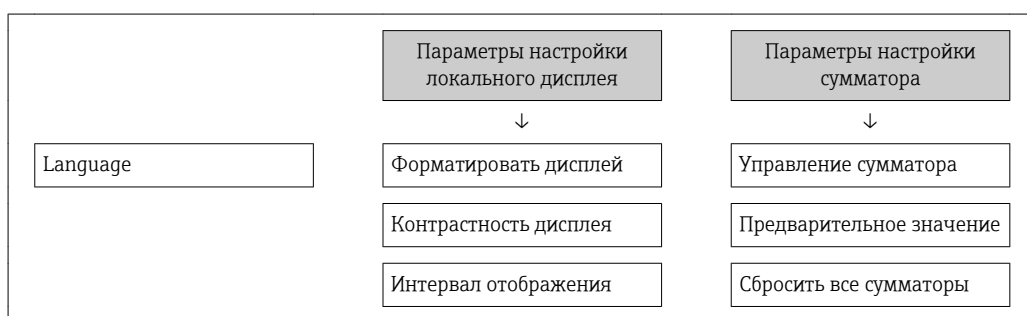 Параметры настройки
локального дисплея
Параметры настройки
сумматора
↓
↓
Language
Форматировать дисплей
Управление сумматора
Контрастность дисплея
Предварительное значение
Интервал отображения
Сбросить все сумматоры